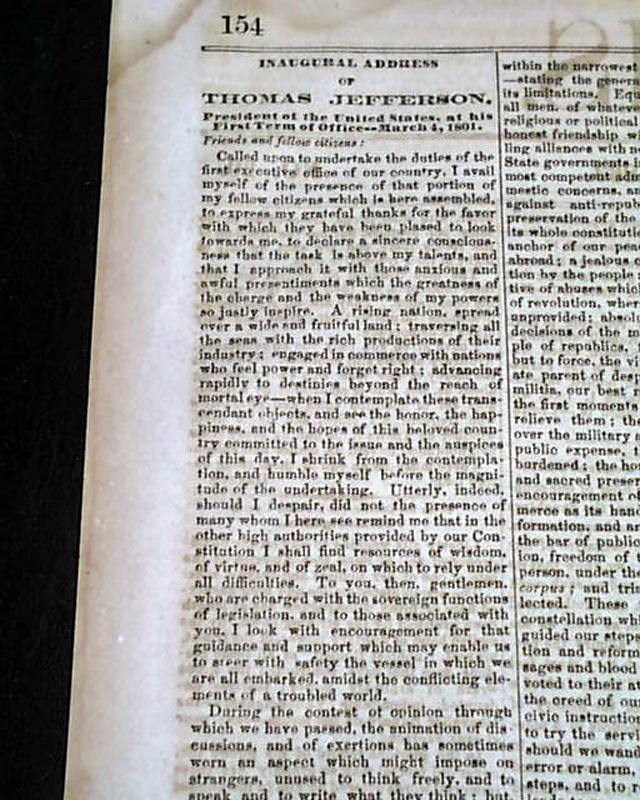 154
INAUGURAL ADDRESS
OF
THOMAS JEFFERSON,
President of the United States, at his
First Term of Office--March 4, 1801.
Friends and fellow citizens:
Called upon to undertake the duties of the
first executive office of our country, I avail
myself of the presence of that portion of
my fellow citizens which is here assembled,
to express my grateful thanks for the favor
with which they have been plased to look
towards me, to declare a sincere conscious-
ness that the task is above my talents, and
that I approach it with those anxious and
awful presentiments which the greatness of
the charge and the weakness of my powers
so justly inspire. A rising nation, spread
over a wide and fruitful land; traversing all
the seas with the rich productions of their
industry; engaged in commerce with nations
who feel power and forget right; advancing
rapidly to destinies beyond the reach of
mortal eye—when I contemplate these trans-
cendant objects, and see the honor, the hap-
piness, and the hopes of this beloved coun-
try committed to the issue and the auspices
of this day, I shrink from the contempla-
tion, and humble myself before the magni-
tude of the undertaking. Utterly, indeed,
should I despair, did not the presence of
many whom I here see remind me that in the
other high authorities provided by our Con-
stitution I shall find resources of wisdom,
of virtue, and of zeal, on which to rely under
all difficulties. To you, then, gentlemen,
who are charged with the sovereign functions
of legislation, and to those associated with
you, I look with encouragement for that
guidance and support which may enable us
to steer with safety the vessel in which we
are all embarked, amidst the conflicting ele-
ments of a troubled world.
During the contest of opinion through
which we have passed, the animation of dis
cussions, and of exertions has sometimes
worn an aspect which might impose on
strangers, unused to think freely, and to
speak and to write what they think; but,
within the narrowest
—stating the genera
its limitations. Equ
all men, of whateve
religious or political
honest friendship w
ling alliances with n
State governments i
most competent adm
mestic concerns, an
against anti-repub
preservation of the
its whole constitutio
anchor of our peac
abroad; a jealous c
tion by the people
tive of abuses whic
of revolution, wher
unprovided; absolu
decisions of the m
ple of republics,
but to force, the vi
ate parent of desp
militia, our best r
the first moments
relieve them; the
over the military
public expense, t
burdened; the ho
and sacred preser
encouragement o
merce as its hand
formation, and ar
the bar of public
ion, freedom of
person, under the
corpus; and tri
lected. These
constellation whi
guided our steps
tion and reform
sages and blood
voted to their at
the creed of our
civic instruction
to try the servi
should we wand
error or alarm,
steps, and to